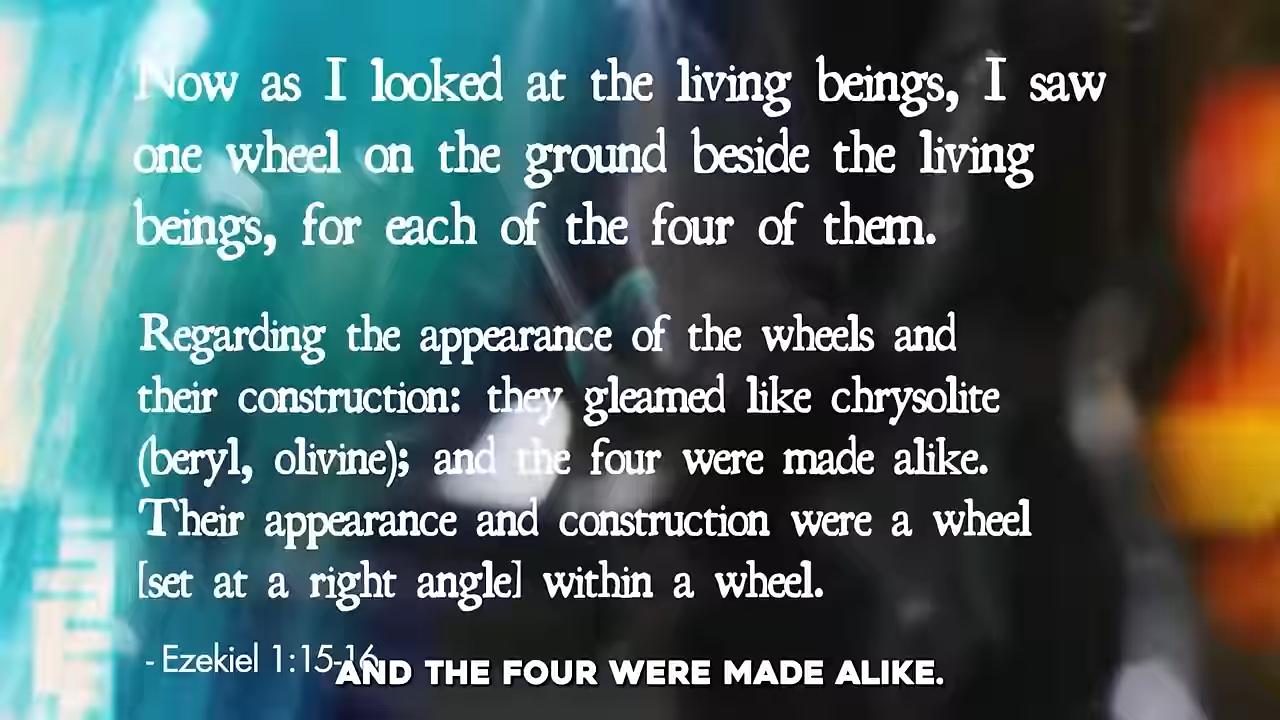 Now as I looked at the living beings, I saw
one wheel on the ground beside the living
beings, for each of the four of them.
Regarding the appearance of the wheels and
their construction: they gleamed like chrysolite
(beryl, olivine); and the four were made alike.
Their appearance and construction were a wheel
[set at a right angle] within a wheel.
- Ezekiel 1:15-16
AND THE FOUR WERE MADE ALIKE.